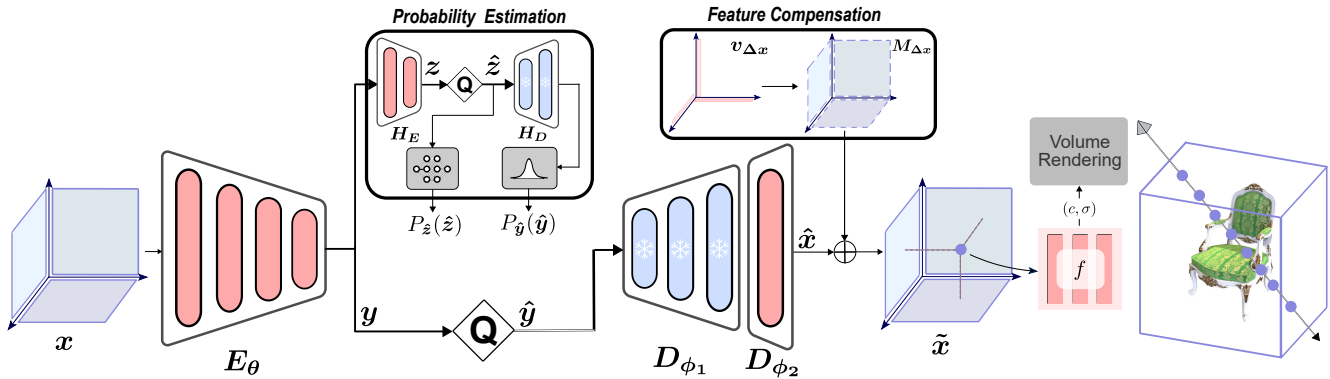 Probability Estimation
Feature Compensation
z
Q
ẑ
H_E
H_D
P_ẑ(ẑ)
P_ŷ(ŷ)
v_Δx
M_Δx
Volume
Rendering
(c, σ)
f
x
E_θ
y
Q
ŷ
D_ϕ₁
D_ϕ₂
x̂
x̃